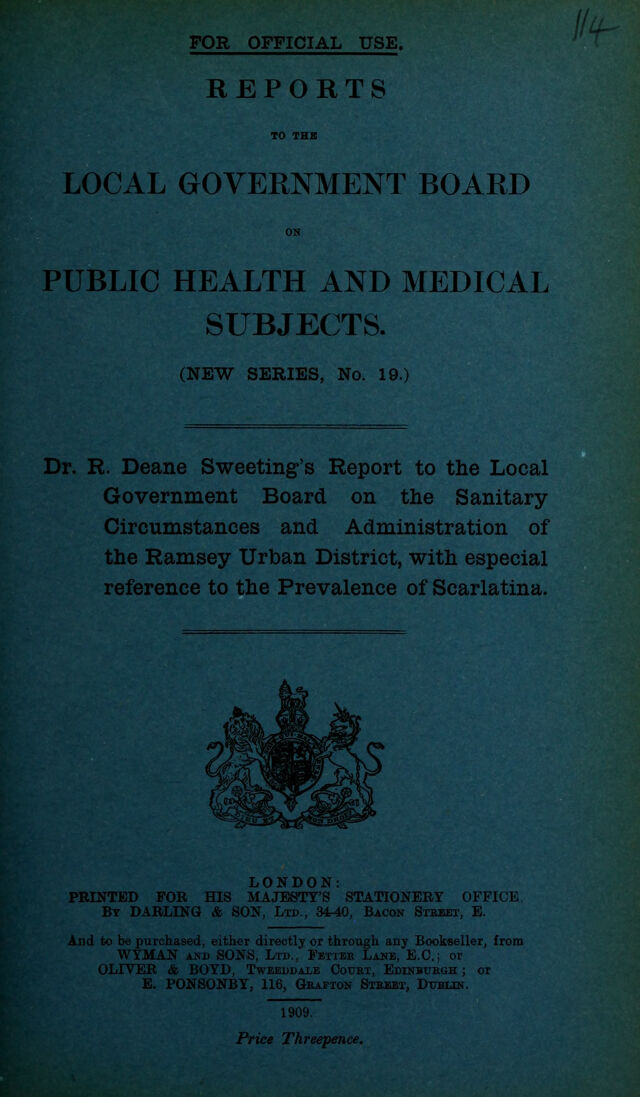 114
FOR OFFICIAL USE.
REPORTS
TO THE
LOCAL GOVERNMENT BOARD
ON
PUBLIC HEALTH AND MEDICAL
SUBJECTS.
(NEW SERIES, No. 19.)
Dr. R. Deane Sweeting's Report to the Local
Government Board on the Sanitary
Circumstances and Administration of
the Ramsey Urban District, with especial
reference to the Prevalence of Scarlatina.
LONDON:
PRINTED FOR HIS MAJESTY'S STATIONERY OFFICE,
BY DARLING & SON, LTD., 34-40, BACON STREET, E.
And to be purchased, either directly or through any Bookseller, from
WYMAN AND SONS, LTD., FETTER LANE, E.C.; or
OLIVER & BOYD, TWEEDDALE COURT, EDINBURGH; or
E. PONSONBY, 116, GRAFTON STREET, DUBLIN.
1909.
Price Threepence.